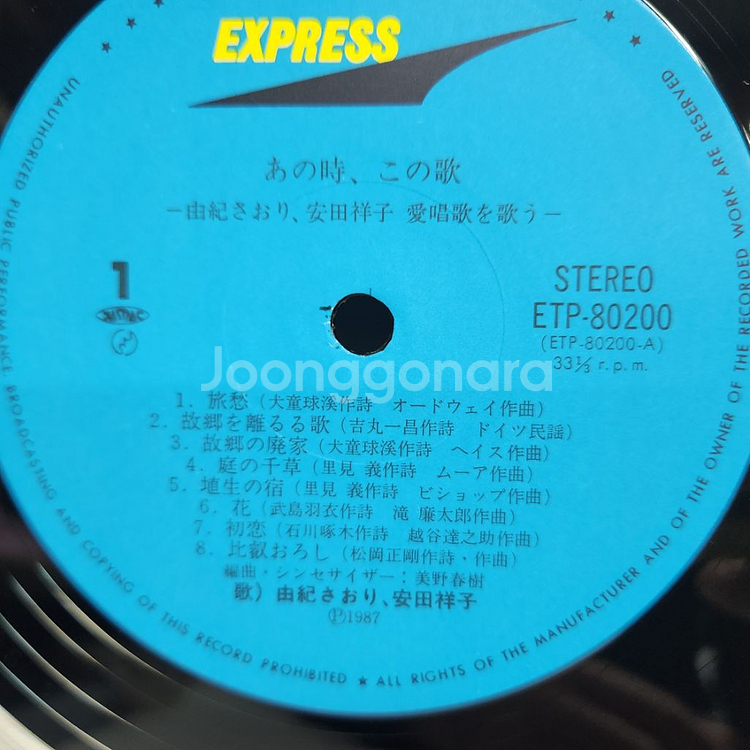 EXPRESS
あの時、この歌
−由紀さおり、安田祥子 愛唱歌を歌う−
1
JASRAC
STEREO
ETP-80200
(ETP-80200-A)
33⅓ r.p.m.
Joonggonara
1. 旅愁（犬童球渓作詩 オードウェイ作曲）
2. 故郷を離るる歌（吉丸一昌作詩 ドイツ民謡）
3. 故郷の廃家（犬童球渓作詩 ヘイス作曲）
4. 庭の千草（里見 義作詩 ムーア作曲）
5. 埴生の宿（里見 義作詩 ビショップ作曲）
6. 花（武島羽衣作詩 滝 廉太郎作曲）
7. 初恋（石川啄木作詩 越谷達之助作曲）
8. 比叡おろし（松岡正剛作詩・作曲）
編曲・シンセサイザー：美野春樹
歌）由紀さおり、安田祥子
Ⓟ1987
UNAUTHORIZED PUBLIC PERFORMANCE BROADCASTING AND COPYING OF THIS RECORD PROHIBITED ★ ALL RIGHTS OF THE MANUFACTURER AND OF THE OWNER OF THE RECORDED WORK ARE RESERVED